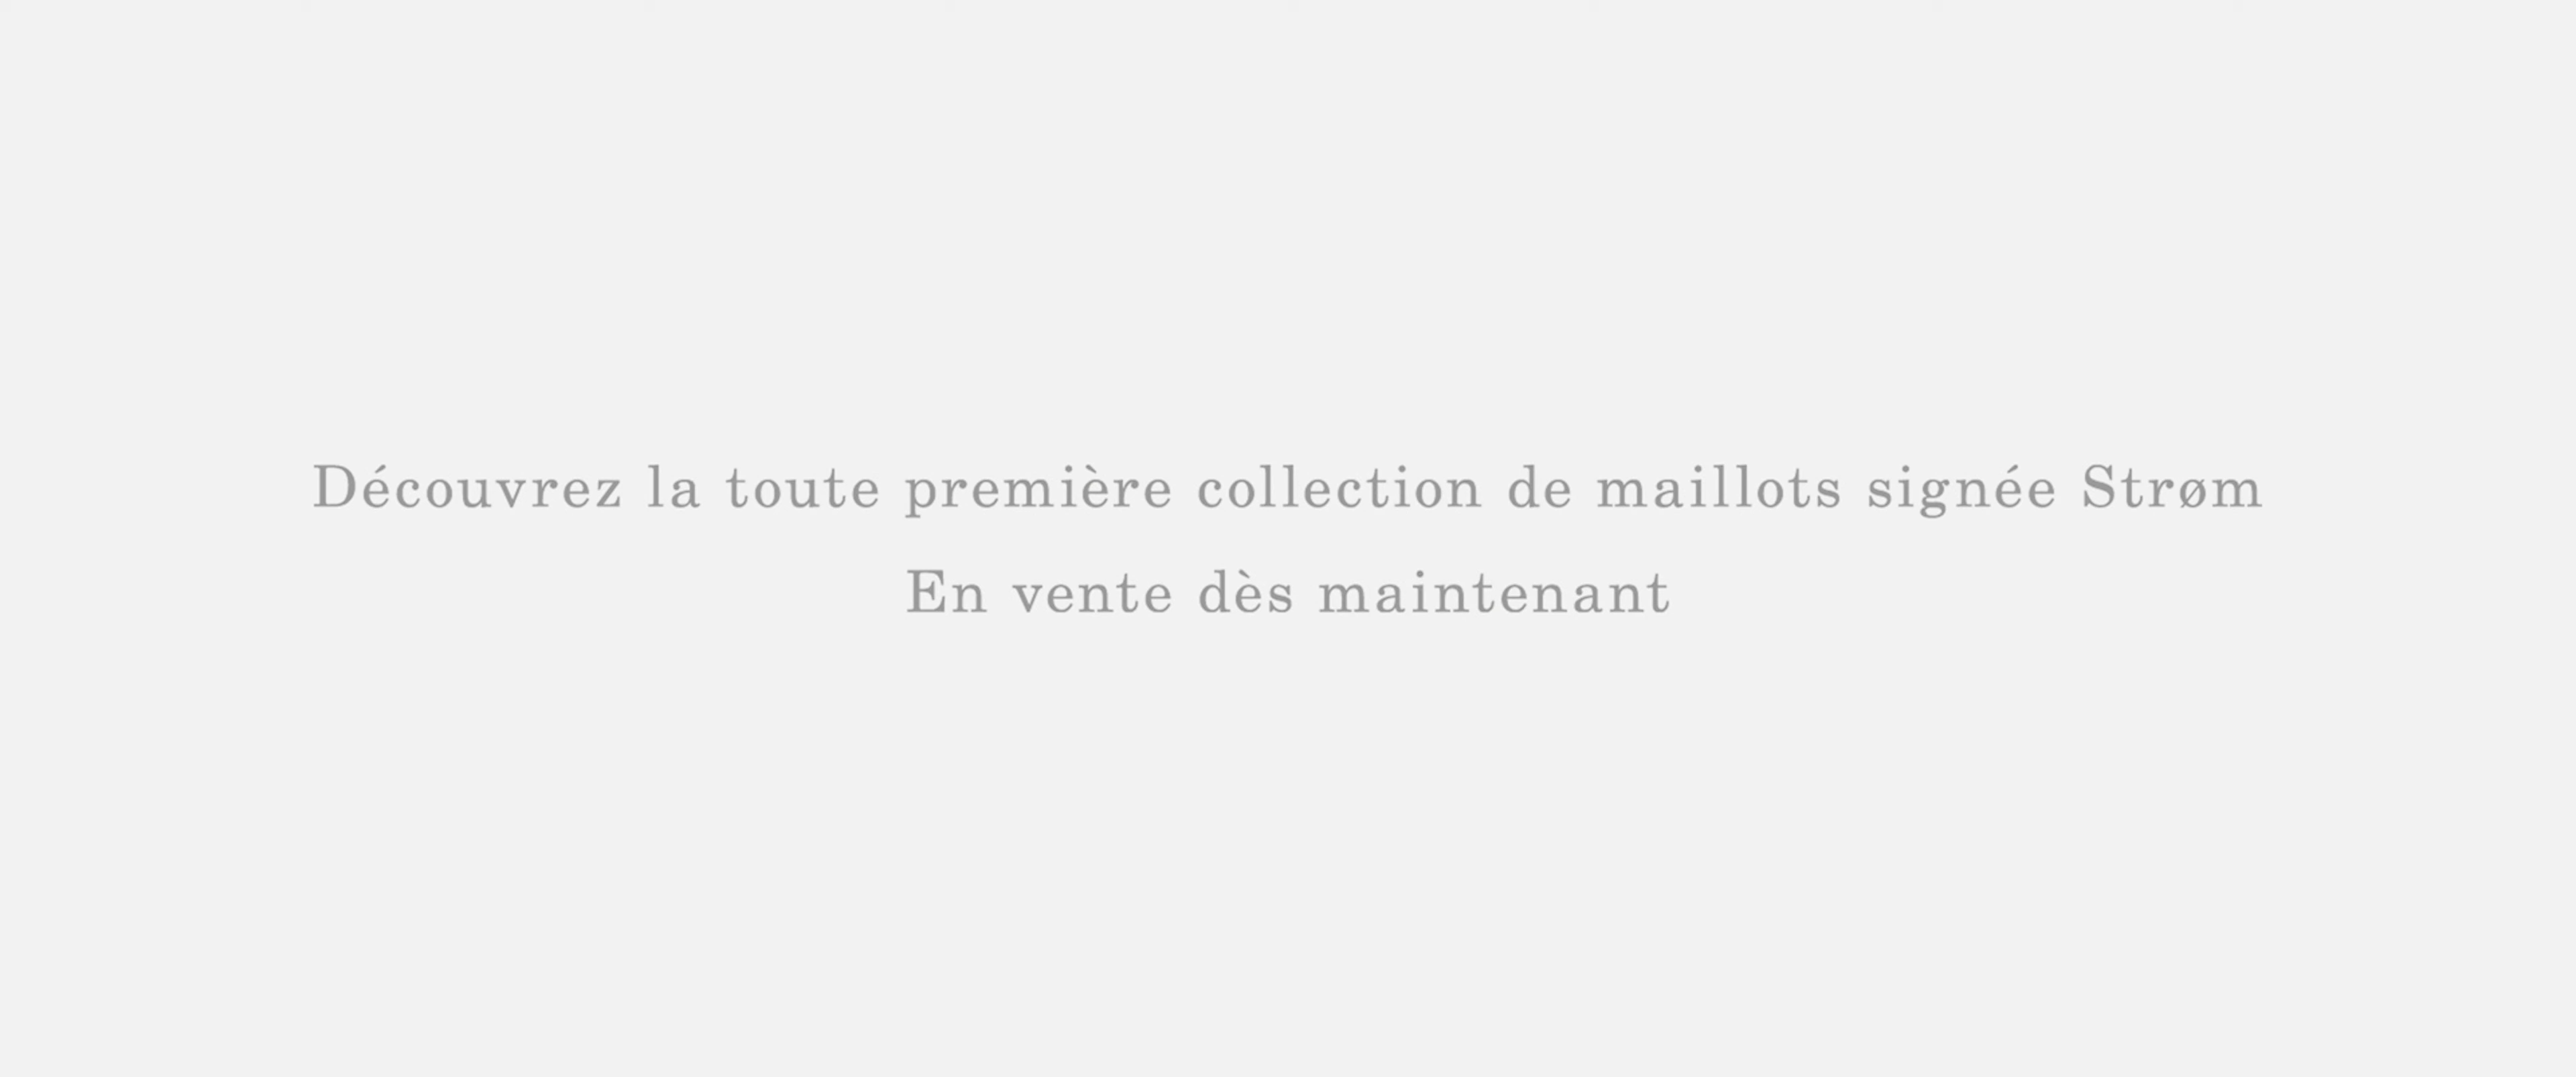 Découvrez la toute première collection de maillots signée Strøm
En vente dès maintenant